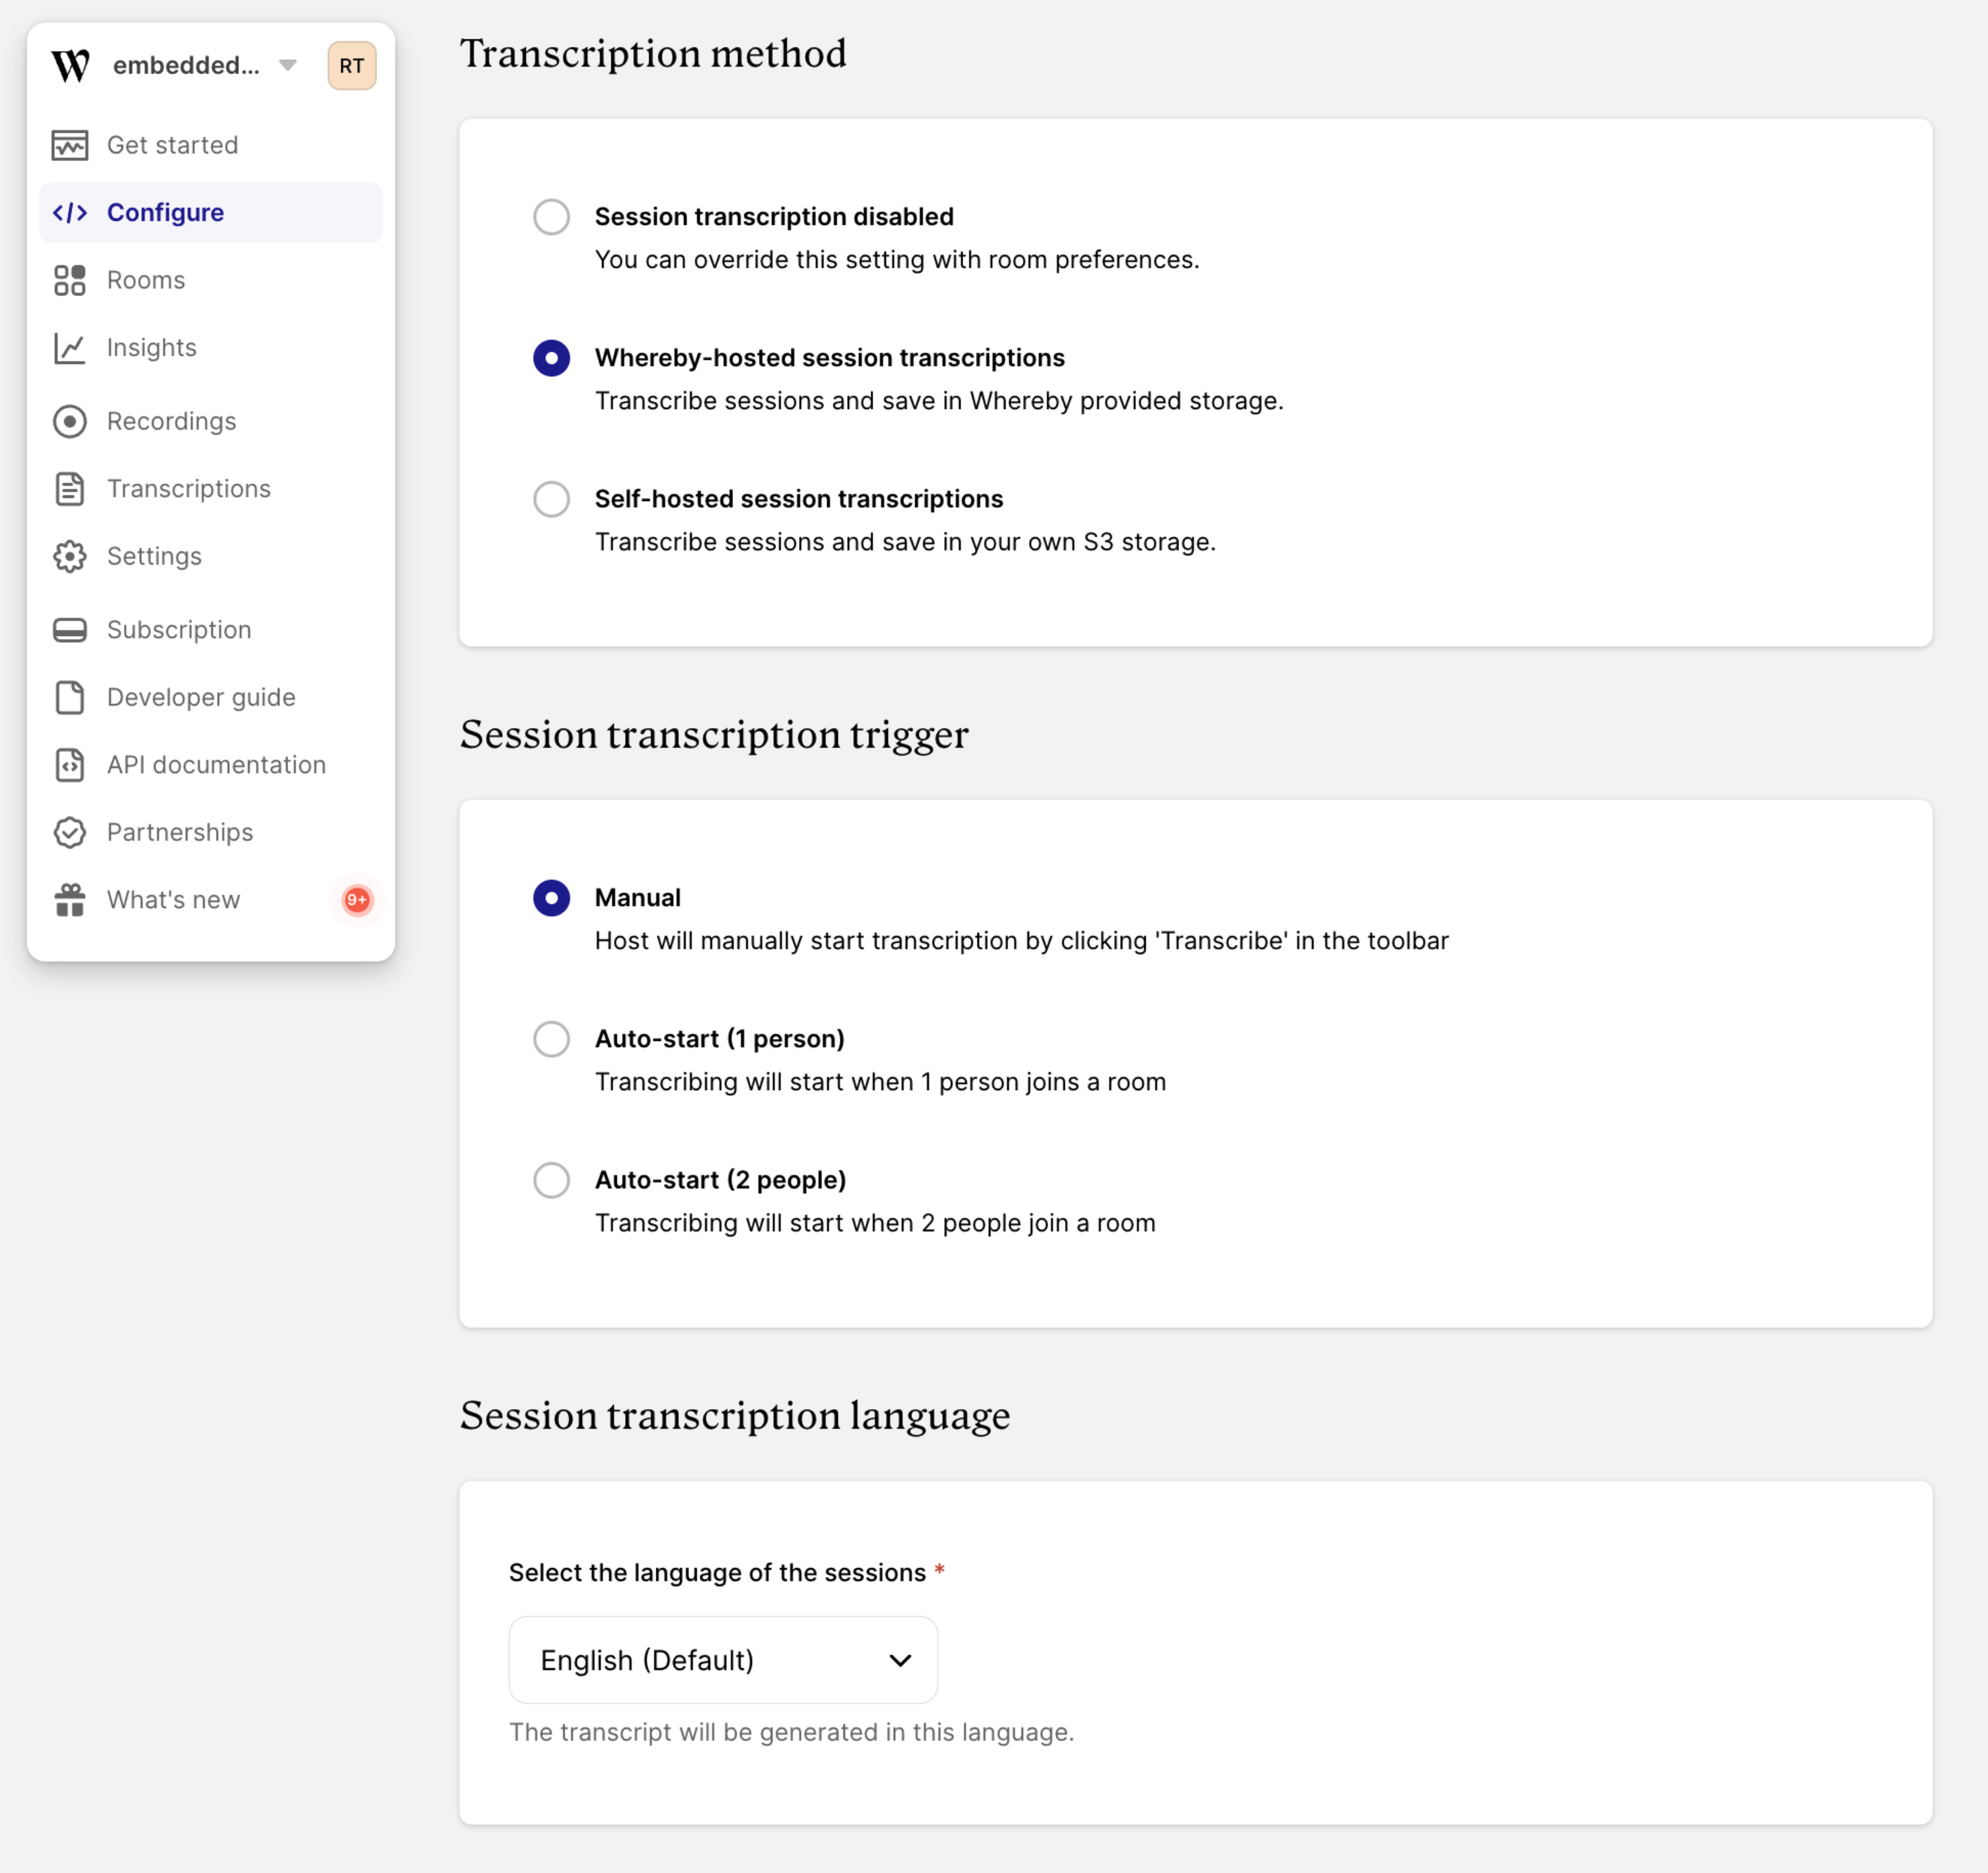 embedded...
RT
Get started
Configure
Rooms
Insights
Recordings
Transcriptions
Settings
Subscription
Developer guide
API documentation
Partnerships
What's new
9+
Transcription method
Session transcription disabled
You can override this setting with room preferences.
Whereby-hosted session transcriptions
Transcribe sessions and save in Whereby provided storage.
Self-hosted session transcriptions
Transcribe sessions and save in your own S3 storage.
Session transcription trigger
Manual
Host will manually start transcription by clicking 'Transcribe' in the toolbar
Auto-start (1 person)
Transcribing will start when 1 person joins a room
Auto-start (2 people)
Transcribing will start when 2 people join a room
Session transcription language
Select the language of the sessions *
English (Default)
The transcript will be generated in this language.